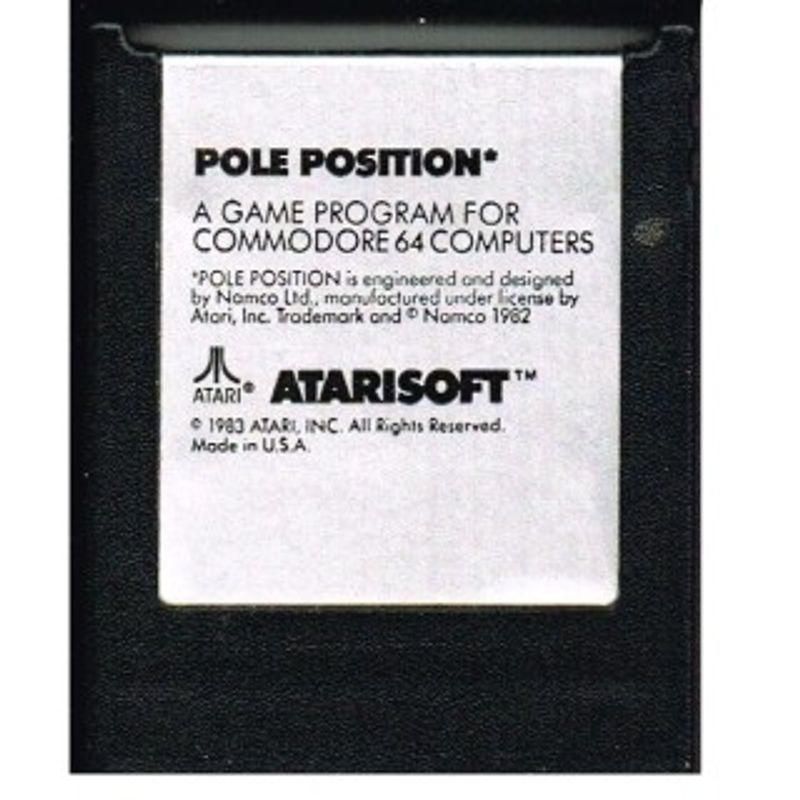 POLE POSITION*
A GAME PROGRAM FOR
COMMODORE 64 COMPUTERS
*POLE POSITION is engineered and designed
by Namco Ltd., manufactured under license by
Atari, Inc. Trademark and © Namco 1982
ATARI® ATARISOFT™
© 1983 ATARI, INC. All Rights Reserved.
Made in U.S.A.